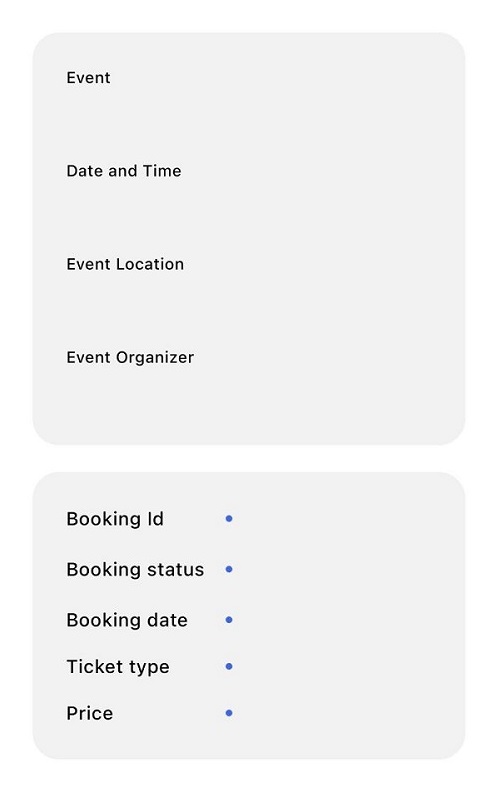 Event
Date and Time
Event Location
Event Organizer
Booking Id •
Booking status •
Booking date •
Ticket type •
Price •